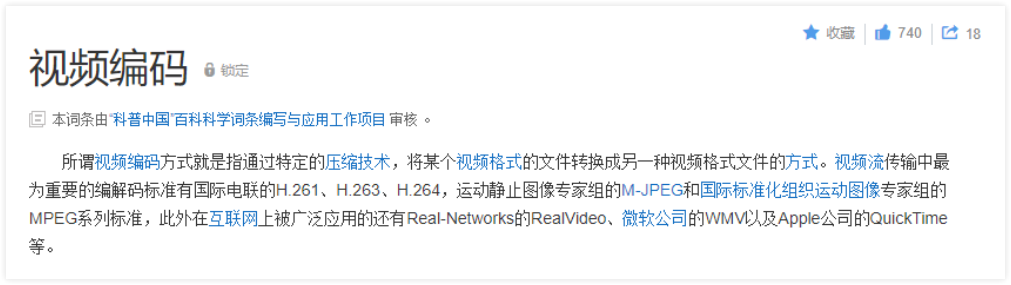 收藏 740 18
视频编码 锁定
本词条由“科普中国”百科科学词条编写与应用工作项目 审核 。
所谓视频编码方式就是指通过特定的压缩技术，将某个视频格式的文件转换成另一种视频格式文件的方式。视频流传输中最
为重要的编解码标准有国际电联的H.261、H.263、H.264，运动静止图像专家组的M-JPEG和国际标准化组织运动图像专家组的
MPEG系列标准，此外在互联网上被广泛应用的还有Real-Networks的RealVideo、微软公司的WMV以及Apple公司的QuickTime
等。